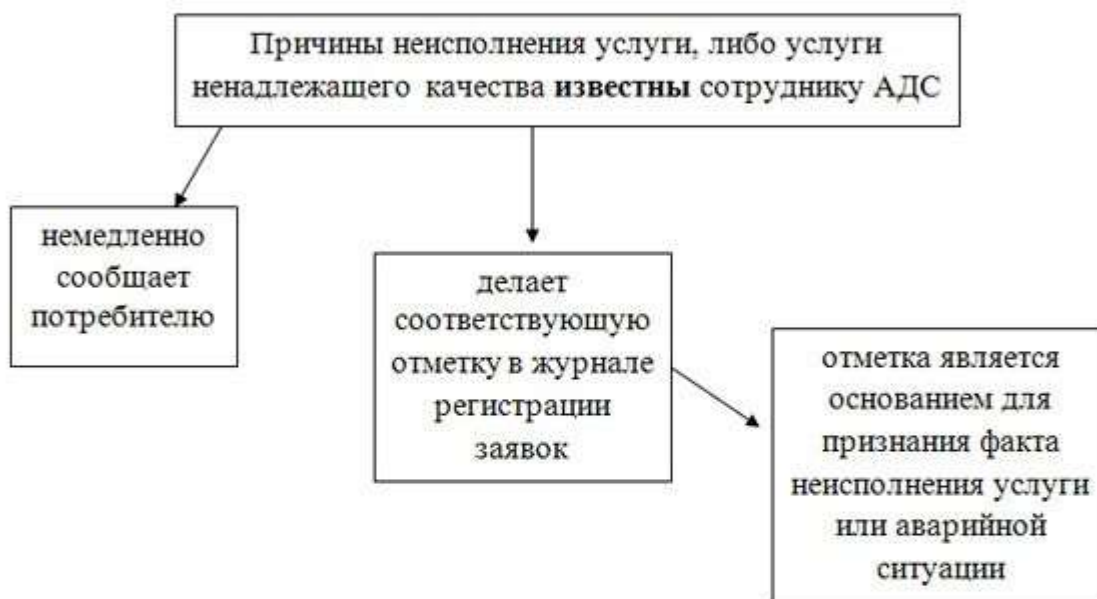 Причины неисполнения услуги, либо услуги
ненадлежащего качества известны сотруднику АДС
немедленно
сообщает
потребителю
делает
соответствующую
отметку в журнале
регистрации
заявок
отметка является
основанием для
признания факта
неисполнения услуги
или аварийной
ситуации